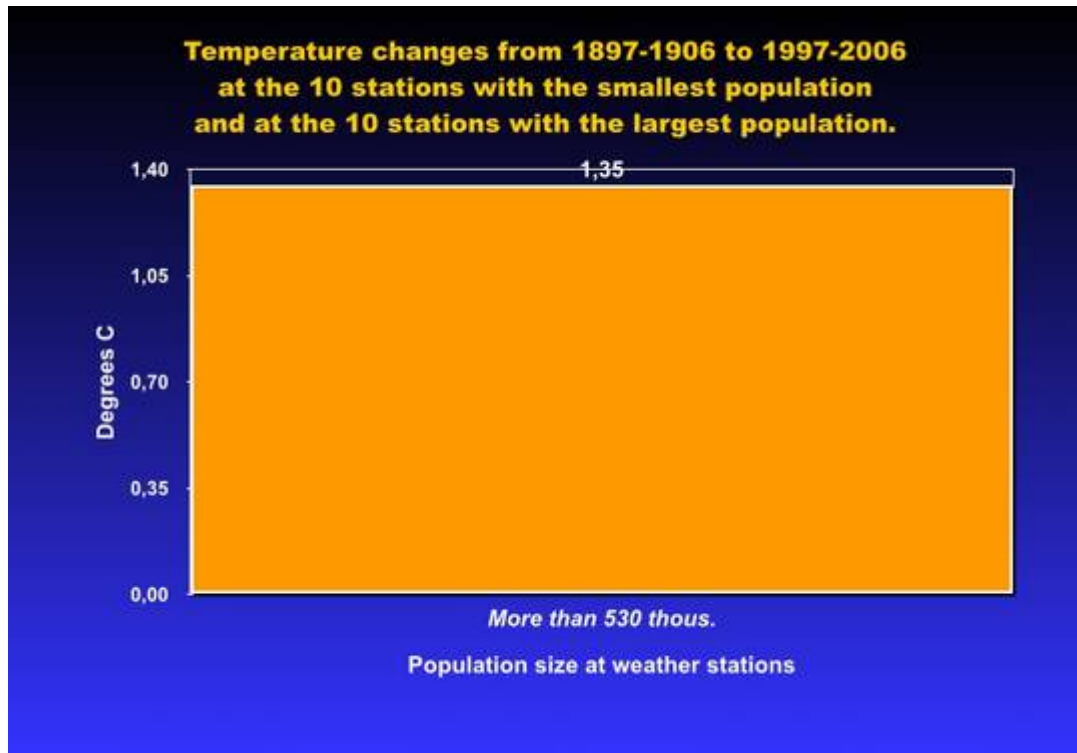 Temperature changes from 1897-1906 to 1997-2006
at the 10 stations with the smallest population
and at the 10 stations with the largest population.
1,40
1,35
1,05
Degrees C
0,70
0,35
0,00
More than 530 thous.
Population size at weather stations